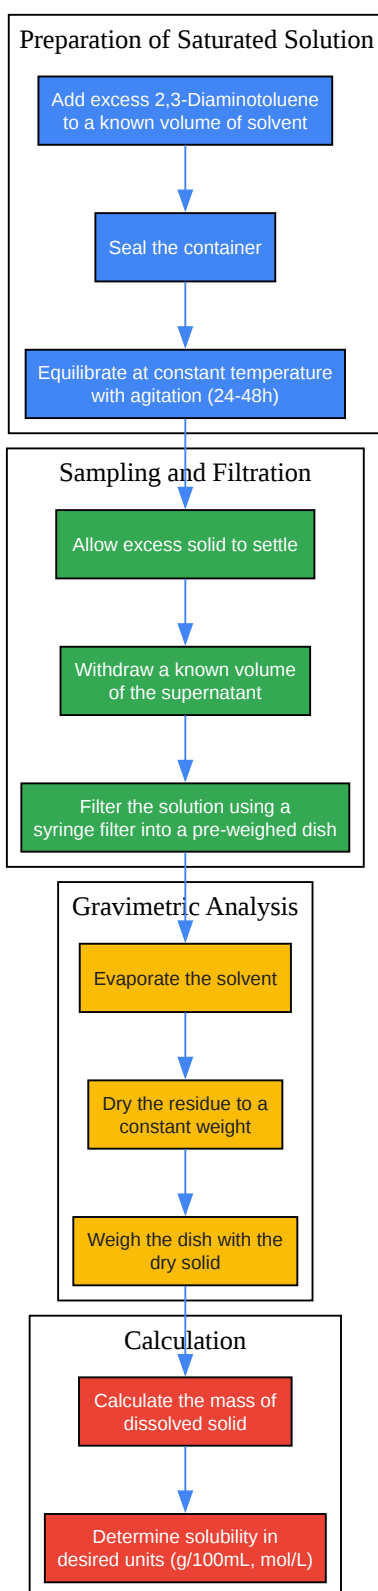 Preparation of Saturated Solution
Add excess 2,3-Diaminotoluene
to a known volume of solvent
Seal the container
Equilibrate at constant temperature
with agitation (24-48h)
Sampling and Filtration
Allow excess solid to settle
Withdraw a known volume
of the supernatant
Filter the solution using a
syringe filter into a pre-weighed dish
Gravimetric Analysis
Evaporate the solvent
Dry the residue to a
constant weight
Weigh the dish with the
dry solid
Calculation
Calculate the mass of
dissolved solid
Determine solubility in
desired units (g/100mL, mol/L)